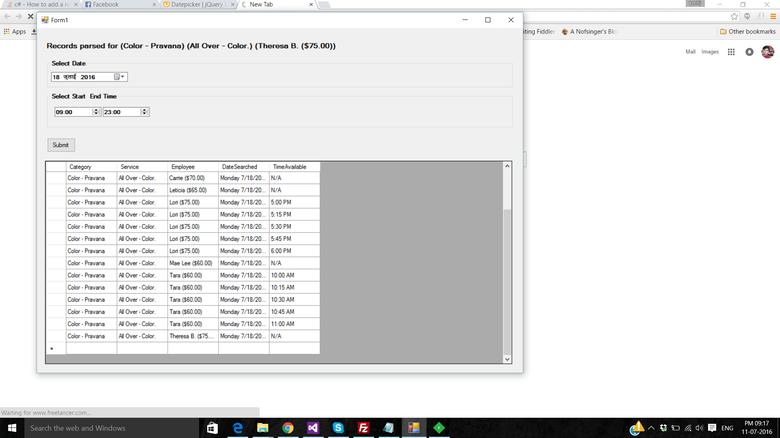 c# - How to add a
Facebook
Datepicker | jQuery
New Tab
Apps
ting Fiddler
A Nofsinger's Bl
Other bookmarks
Mail Images
Form1
Records parsed for (Color - Pravana) (All Over - Color.) (Theresa B. ($75.00))
Select Date
18 जुलाई 2016
Select Start End Time
09:00 23:00
Submit
Category Service Employee DateSearched TimeAvailable
Color - Pravana All Over - Color. Carrie ($70.00) Monday 7/18/20... N/A
Color - Pravana All Over - Color. Leticia ($65.00) Monday 7/18/20... N/A
Color - Pravana All Over - Color. Lori ($75.00) Monday 7/18/20... 5:00 PM
Color - Pravana All Over - Color. Lori ($75.00) Monday 7/18/20... 5:15 PM
Color - Pravana All Over - Color. Lori ($75.00) Monday 7/18/20... 5:30 PM
Color - Pravana All Over - Color. Lori ($75.00) Monday 7/18/20... 5:45 PM
Color - Pravana All Over - Color. Lori ($75.00) Monday 7/18/20... 6:00 PM
Color - Pravana All Over - Color. Mae Lee ($60.00) Monday 7/18/20... N/A
Color - Pravana All Over - Color. Tara ($60.00) Monday 7/18/20... 10:00 AM
Color - Pravana All Over - Color. Tara ($60.00) Monday 7/18/20... 10:15 AM
Color - Pravana All Over - Color. Tara ($60.00) Monday 7/18/20... 10:30 AM
Color - Pravana All Over - Color. Tara ($60.00) Monday 7/18/20... 10:45 AM
Color - Pravana All Over - Color. Tara ($60.00) Monday 7/18/20... 11:00 AM
Color - Pravana All Over - Color. Theresa B. ($75.... Monday 7/18/20... N/A
*
Waiting for www.freelancer.com...
Search the web and Windows
ENG
PM 09:17
11-07-2016